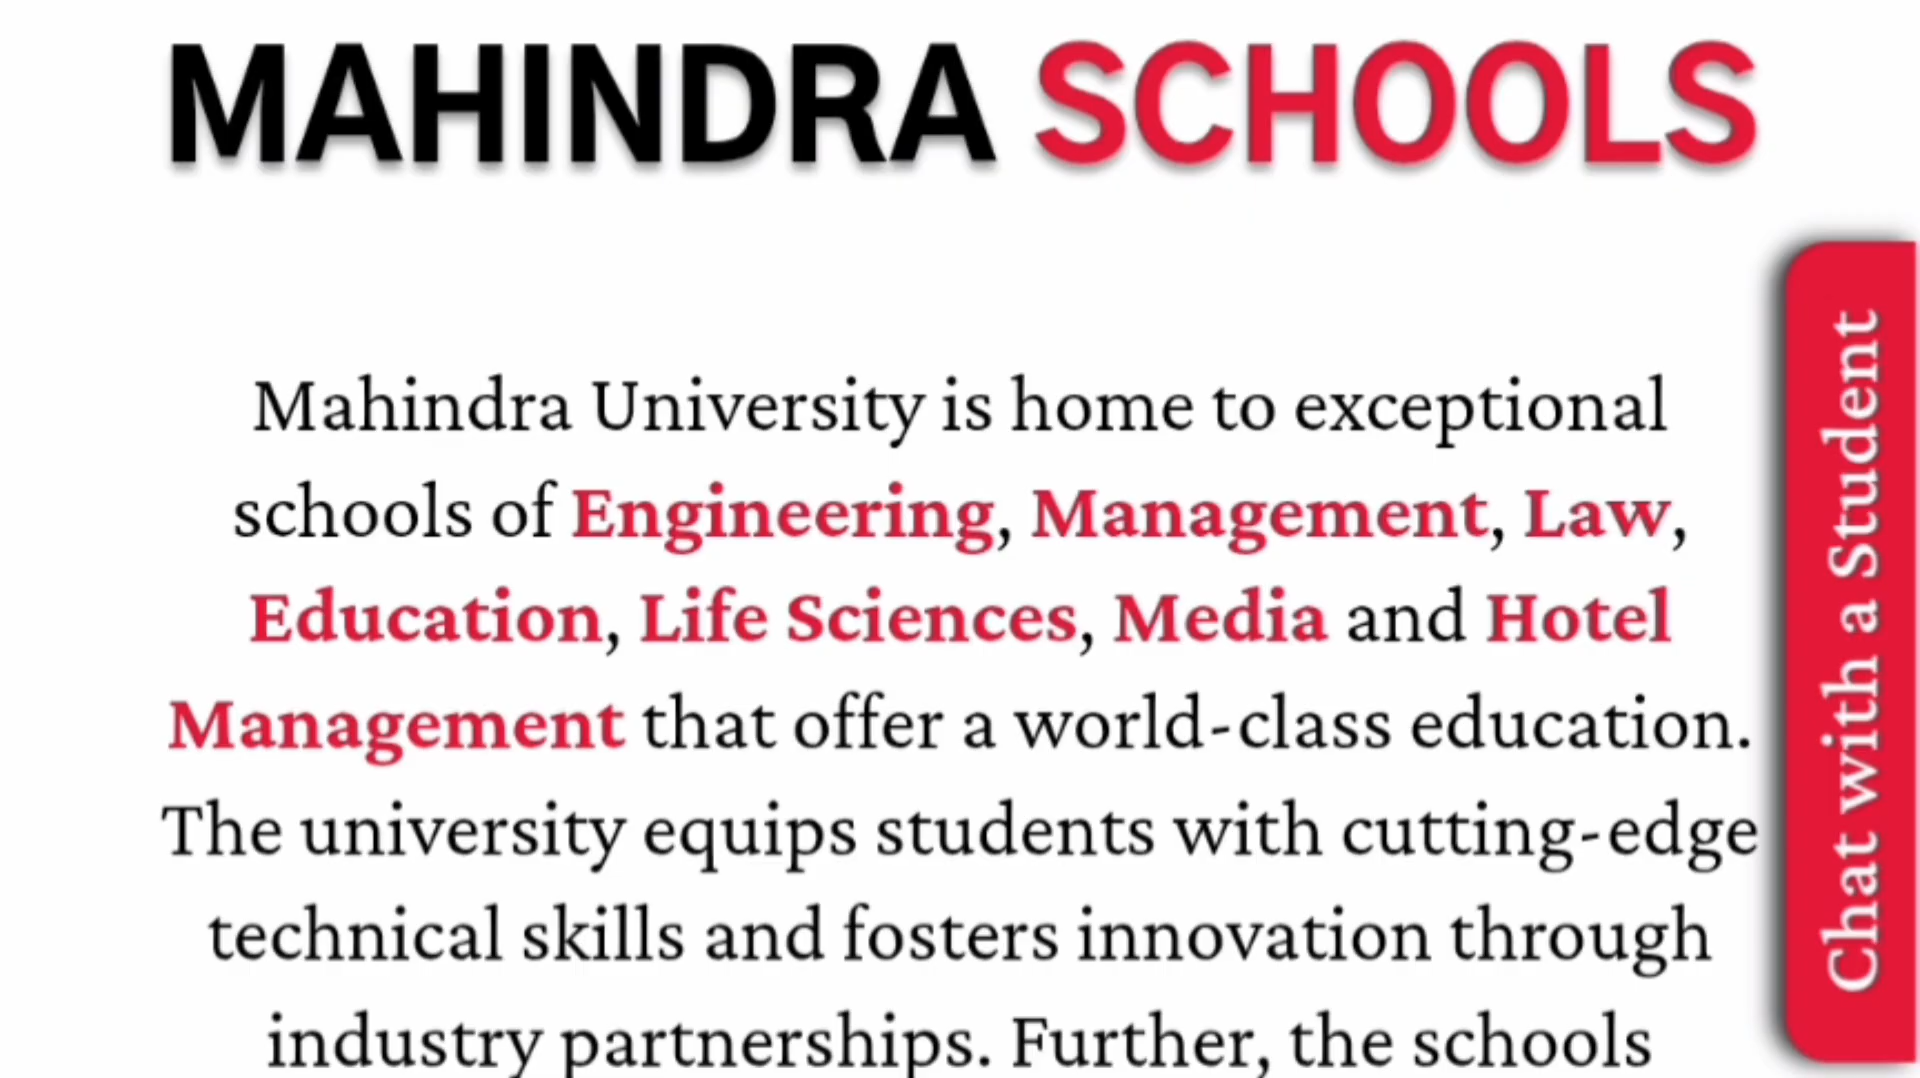 MAHINDRA SCHOOLS
Mahindra University is home to exceptional
schools of Engineering, Management, Law,
Education, Life Sciences, Media and Hotel
Management that offer a world-class education.
The university equips students with cutting-edge
technical skills and fosters innovation through
industry partnerships. Further, the schools
Chat with a Student